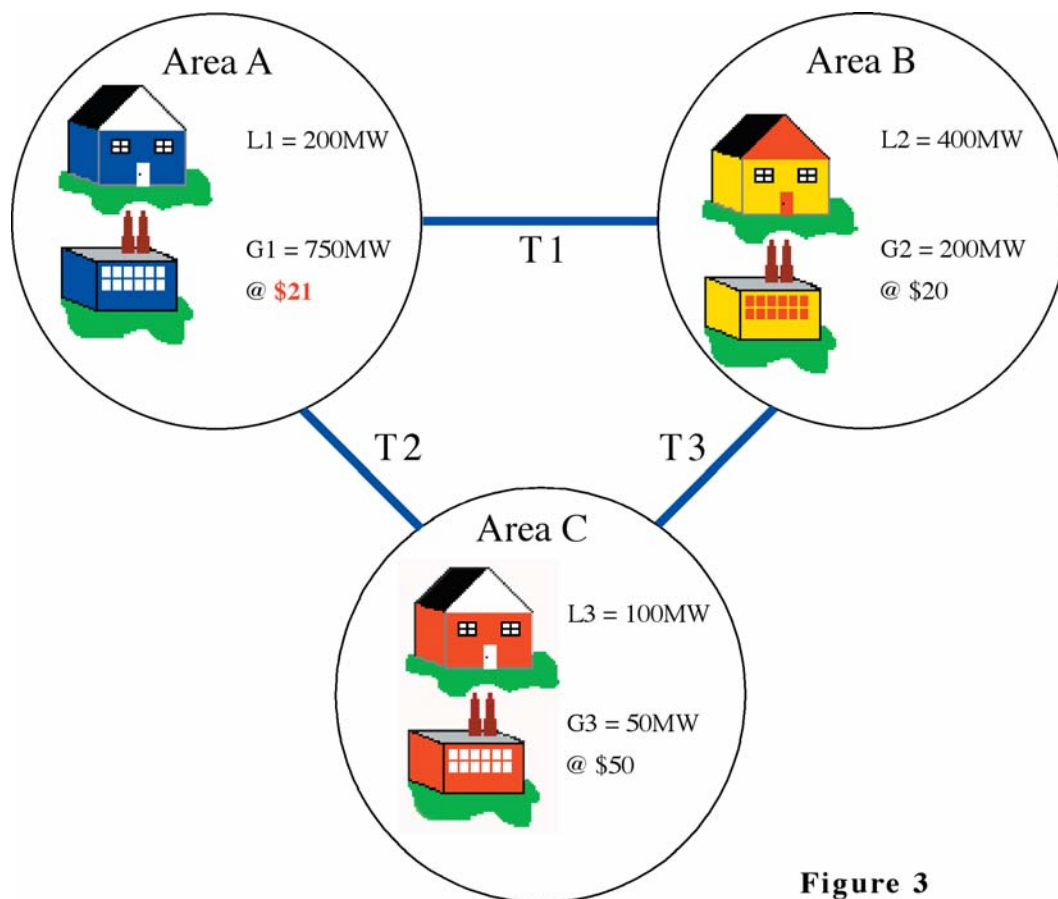 Area A
L1 = 200MW
G1 = 750MW
@ $21
Area B
L2 = 400MW
G2 = 200MW
@ $20
T1
T2
T3
Area C
L3 = 100MW
G3 = 50MW
@ $50
Figure 3